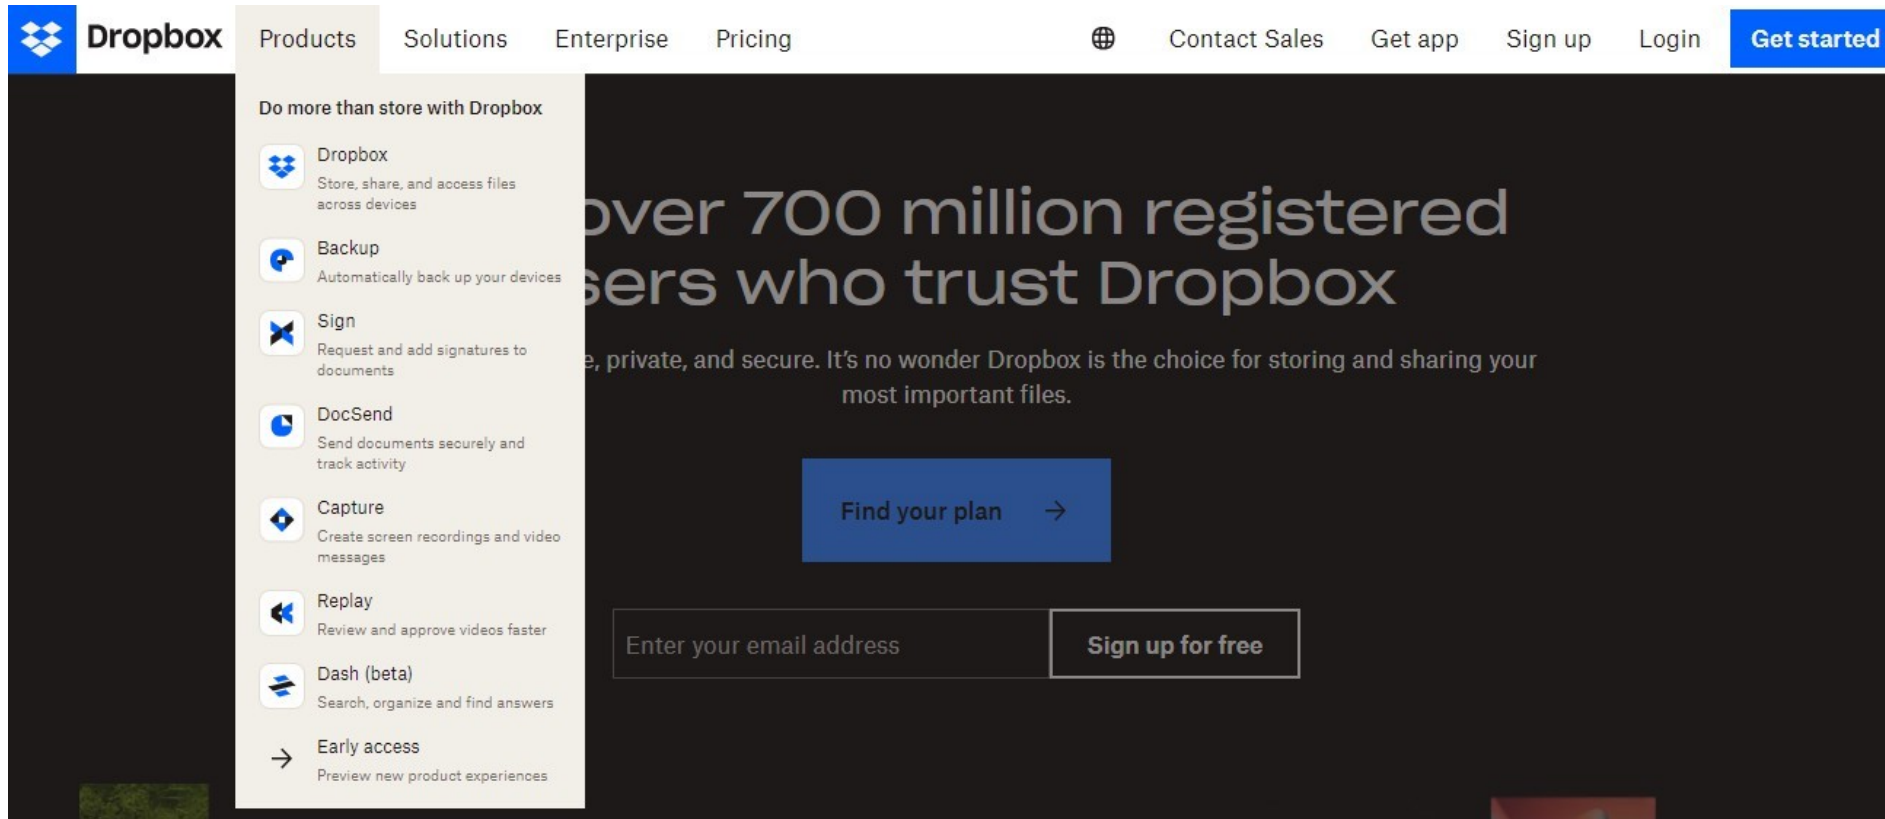 Dropbox
Products
Solutions
Enterprise
Pricing
Contact Sales
Get app
Sign up
Login
Get started
Do more than store with Dropbox
Dropbox
Store, share, and access files
across devices
Backup
Automatically back up your devices
Sign
Request and add signatures to
documents
DocSend
Send documents securely and
track activity
Capture
Create screen recordings and video
messages
Replay
Review and approve videos faster
Dash (beta)
Search, organize and find answers
Early access
Preview new product experiences
over 700 million registered
who trust Dropbox
private, and secure. It’s no wonder Dropbox is the choice for storing and sharing your
most important files.
Find your plan
Enter your email address
Sign up for free